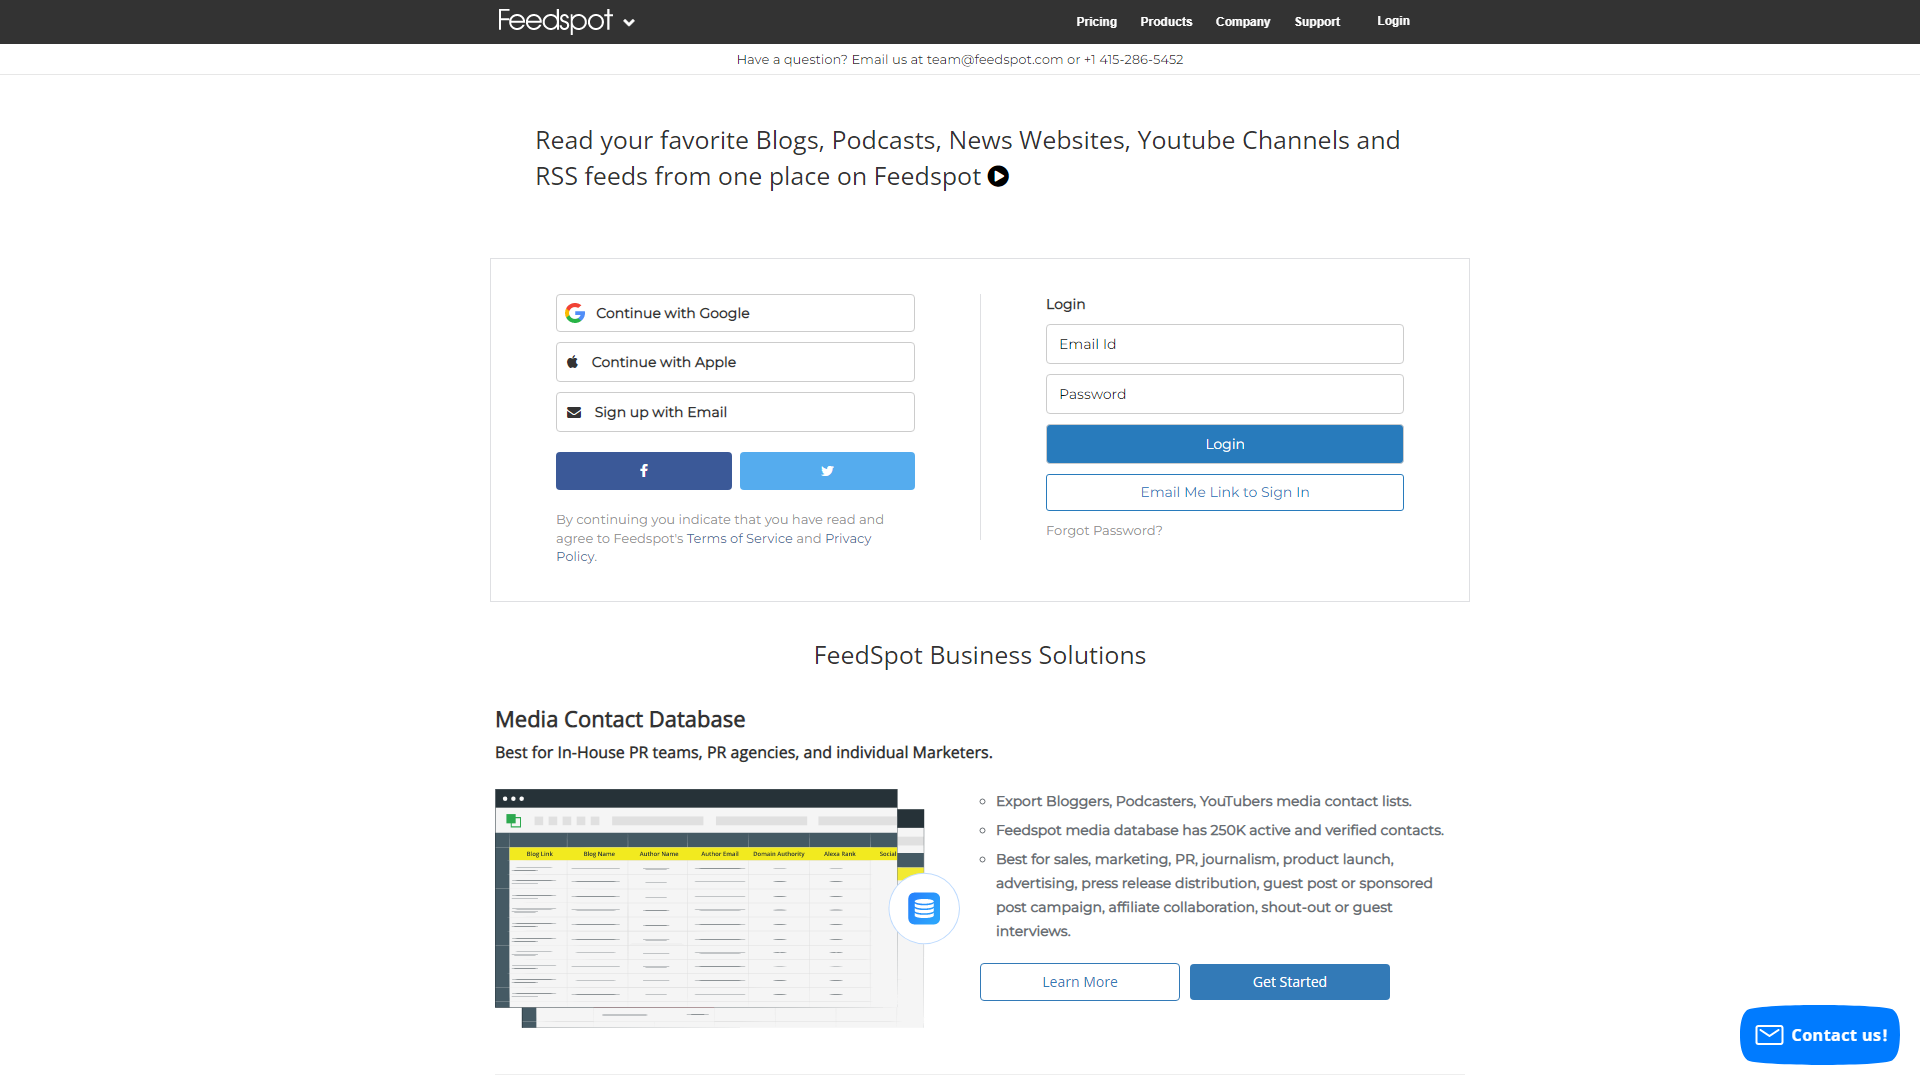 Feedspot
Pricing
Products
Company
Support
Login
Have a question? Email us at team@feedspot.com or +1 415-286-5452
Read your favorite Blogs, Podcasts, News Websites, Youtube Channels and
RSS feeds from one place on Feedspot
Continue with Google
Continue with Apple
Sign up with Email
By continuing you indicate that you have read and
agree to Feedspot's Terms of Service and Privacy
Policy.
Login
Email Id
Password
Login
Email Me Link to Sign In
Forgot Password?
FeedSpot Business Solutions
Media Contact Database
Best for In-House PR teams, PR agencies, and individual Marketers.
Blog Link
Blog Name
Author Name
Author Email
Domain Authority
Alexa Rank
Social
Export Bloggers, Podcasters, YouTubers media contact lists.
Feedspot media database has 250K active and verified contacts.
Best for sales, marketing, PR, journalism, product launch,
advertising, press release distribution, guest post or sponsored
post campaign, affiliate collaboration, shout-out or guest
interviews.
Learn More
Get Started
Contact us!